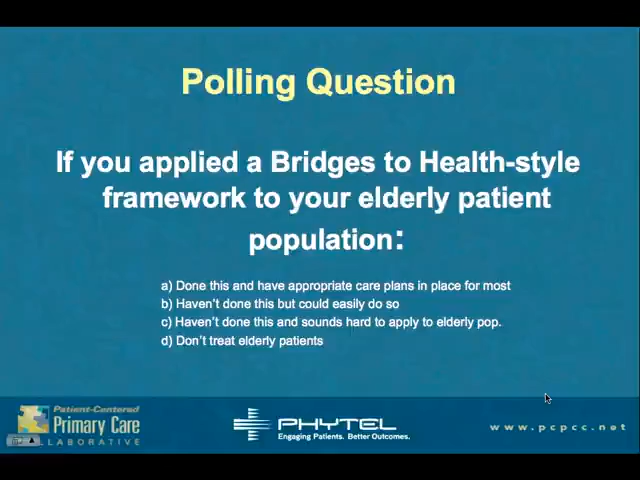 Polling Question
If you applied a Bridges to Health-style
framework to your elderly patient
population:
a) Done this and have appropriate care plans in place for most
b) Haven't done this but could easily do so
c) Haven't done this and sounds hard to apply to elderly pop.
d) Don't treat elderly patients
Patient-Centered
Primary Care
LLABORATIVE
PHYTEL
Engaging Patients. Better Outcomes.
www.pcpcc.net